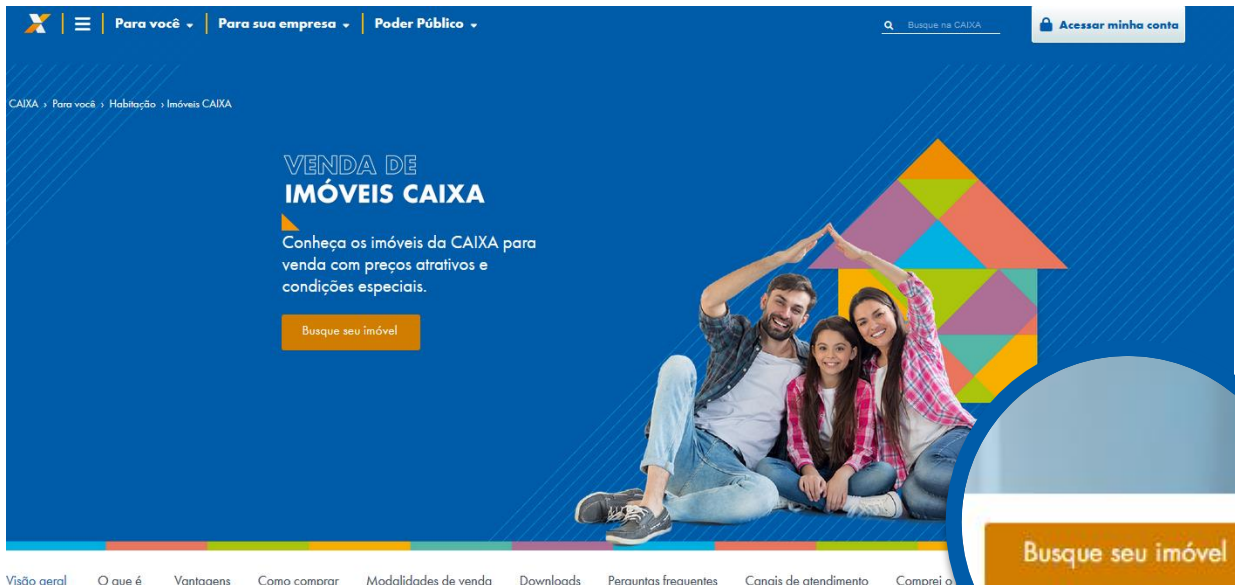 Para você
Para sua empresa
Poder Público
Busque na CAIXA
Acessar minha conta
CAIXA › Para você › Habitação › Imóveis CAIXA
VENDA DE
IMÓVEIS CAIXA
Conheça os imóveis da CAIXA para
venda com preços atrativos e
condições especiais.
Busque seu imóvel
Busque seu imóvel
Visão geral
O que é
Vantagens
Como comprar
Modalidades de venda
Downloads
Perguntas frequentes
Canais de atendimento
Comprei o